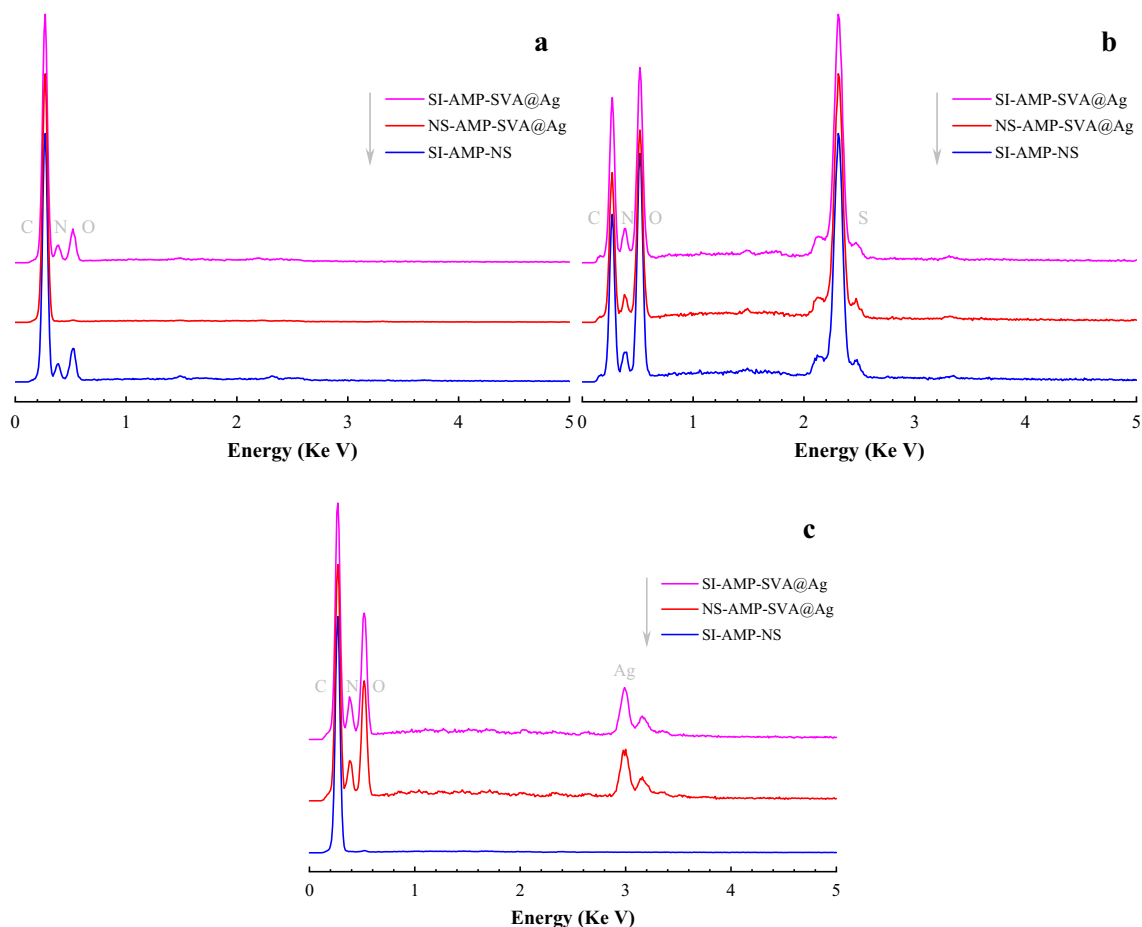 a
SI-AMP-SVA@Ag
NS-AMP-SVA@Ag
SI-AMP-NS
C N O
0 1 2 3 4 5
Energy (Ke V)
b
SI-AMP-SVA@Ag
NS-AMP-SVA@Ag
SI-AMP-NS
C N O S
0 1 2 3 4 5
Energy (Ke V)
c
SI-AMP-SVA@Ag
NS-AMP-SVA@Ag
SI-AMP-NS
Ag
C N O
0 1 2 3 4 5
Energy (Ke V)